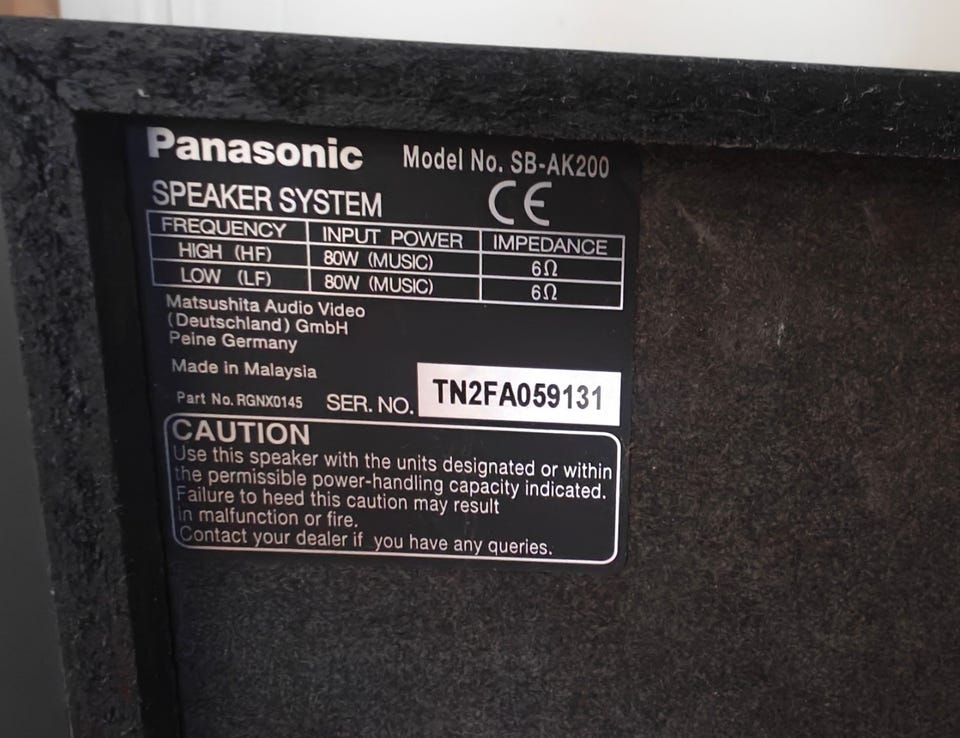 Panasonic Model No. SB-AK200
SPEAKER SYSTEM CE
FREQUENCY INPUT POWER IMPEDANCE
HIGH (HF) 80W (MUSIC) 6Ω
LOW (LF) 80W (MUSIC) 6Ω
Matsushita Audio Video
(Deutschland) GmbH
Peine Germany
Made in Malaysia
Part No. RGNX0145 SER. NO. TN2FA059131
CAUTION
Use this speaker with the units designated or within
the permissible power-handling capacity indicated.
Failure to heed this caution may result
in malfunction or fire.
Contact your dealer if you have any queries.